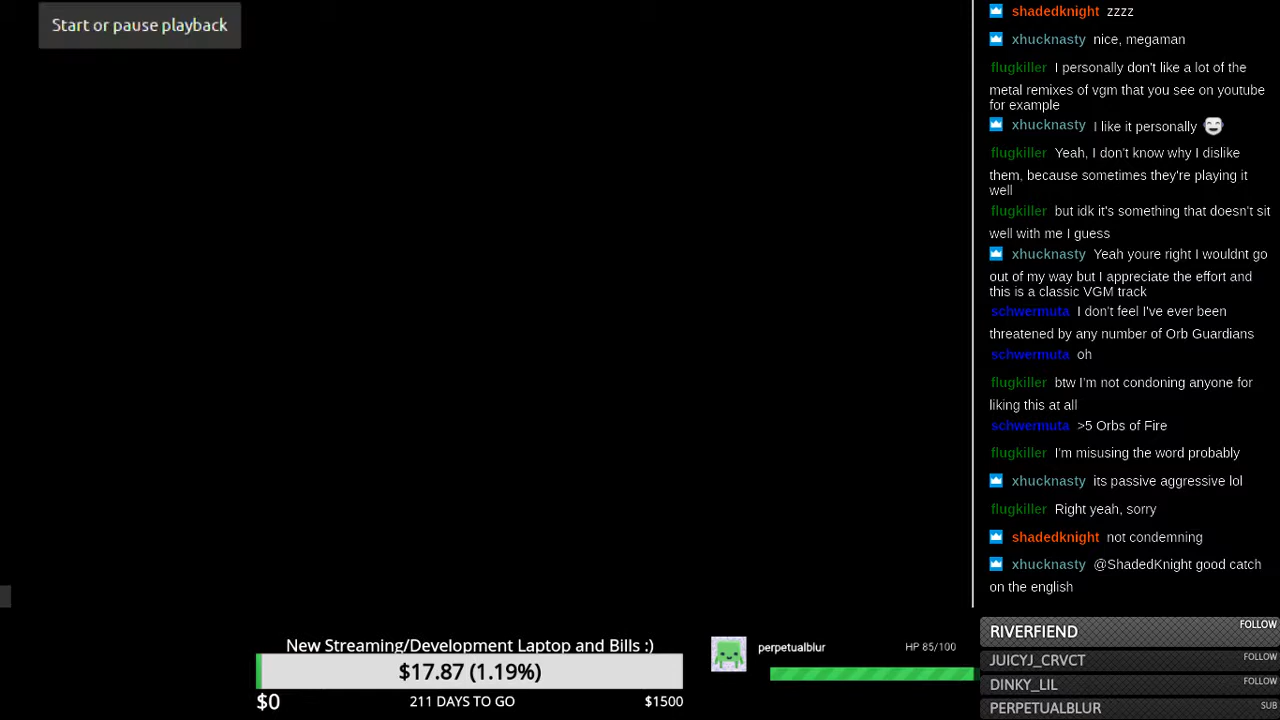 Start or pause playback
shadedknight zzzz
xhucknasty nice, megaman
flugkiller I personally don't like a lot of the
metal remixes of vgm that you see on youtube
for example
xhucknasty I like it personally
flugkiller Yeah, I don't know why I dislike
them, because sometimes they're playing it
well
flugkiller but idk it's something that doesn't sit
well with me I guess
xhucknasty Yeah youre right I wouldnt go
out of my way but I appreciate the effort and
this is a classic VGM track
schwermuta I don't feel I've ever been
threatened by any number of Orb Guardians
schwermuta oh
flugkiller btw I'm not condoning anyone for
liking this at all
schwermuta >5 Orbs of Fire
flugkiller I'm misusing the word probably
xhucknasty its passive aggressive lol
flugkiller Right yeah, sorry
shadedknight not condemning
xhucknasty @ShadedKnight good catch
on the english
New Streaming/Development Laptop and Bills :)
$17.87 (1.19%)
$0 211 DAYS TO GO $1500
perpetualblur HP 85/100
RIVERFIEND FOLLOW
JUICYJ_CRVCT FOLLOW
DINKY_LIL FOLLOW
PERPETUALBLUR SUB